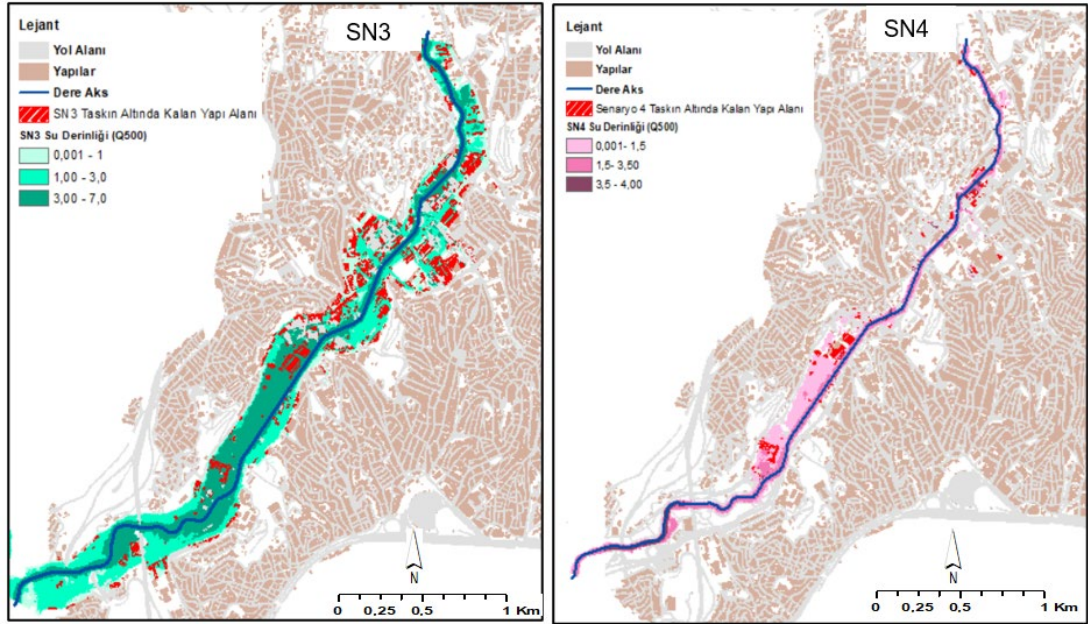 SN3
Lejant
Yol Alanı
Yapılar
Dere Aks
SN3 Taskın Altında Kalan Yapı Alanı
SN3 Su Derinliği (Q500)
0,001 - 1
1,00 - 3,0
3,00 - 7,0
N
0 0,25 0,5 1 Km
SN4
Lejant
Yol Alanı
Yapılar
Dere Aks
Senaryo 4 Taskın Altında Kalan Yapı Alanı
SN4 Su Derinliği (Q500)
0,001- 1,5
1,5- 3,50
3,5 - 4,00
N
0 0,25 0,5 1 Km